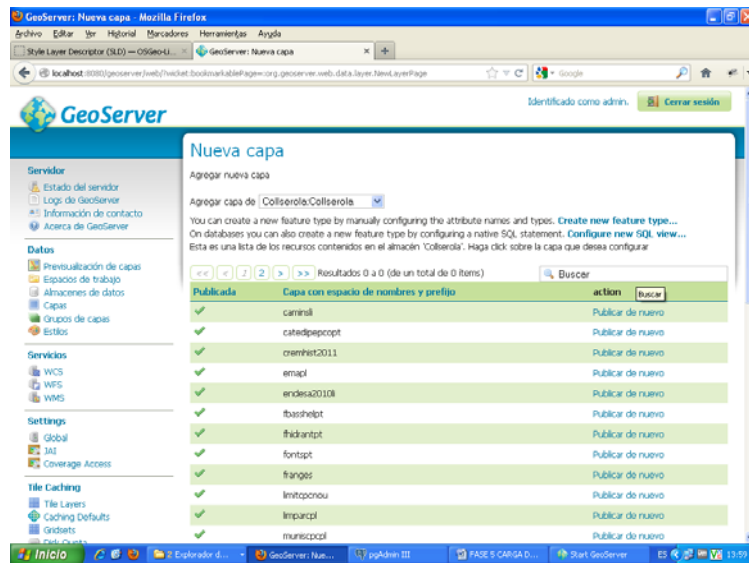 GeoServer: Nueva capa - Mozilla Firefox
Archivo Editar Ver Historial Marcadores Herramientas Ayuda
Style Layer Descriptor (SLD) — OSGeo-Li...
GeoServer: Nueva capa
localhost:8080/geoserver/web/?wicket:bookmarkablePage=:org.geoserver.web.data.layer.NewLayerPage
Google
GeoServer
Identificado como admin.
Cerrar sesión
Servidor
Estado del servidor
Logs de GeoServer
Información de contacto
Acerca de GeoServer
Datos
Previsualización de capas
Espacios de trabajo
Almacenes de datos
Capas
Grupos de capas
Estilos
Servicios
WCS
WFS
WMS
Settings
Global
JAI
Coverage Access
Tile Caching
Tile Layers
Caching Defaults
Gridsets
Disk Quota
Nueva capa
Agregar nueva capa
Agregar capa de Collserola:Collserola
You can create a new feature type by manually configuring the attribute names and types. Create new feature type...
On databases you can also create a new feature type by configuring a native SQL statement. Configure new SQL view...
Esta es una lista de los recursos contenidos en el almacén 'Collserola'. Haga click sobre la capa que desea configurar
<< < 1 2 > >> Resultados 0 a 0 (de un total de 0 items)
Buscar
Publicada Capa con espacio de nombres y prefijo action
Buscar
caminsli Publicar de nuevo
catedipepcopt Publicar de nuevo
cremhist2011 Publicar de nuevo
emapl Publicar de nuevo
endesa2010li Publicar de nuevo
fbasshelpt Publicar de nuevo
fhidrantpt Publicar de nuevo
fontspt Publicar de nuevo
franges Publicar de nuevo
limitcpcnou Publicar de nuevo
limparcpl Publicar de nuevo
muniscpcpl Publicar de nuevo
Inicio
2 Explorador d...
GeoServer: Nue...
pgAdmin III
FASE 5 CARGA D...
Start GeoServer
ES
13:59